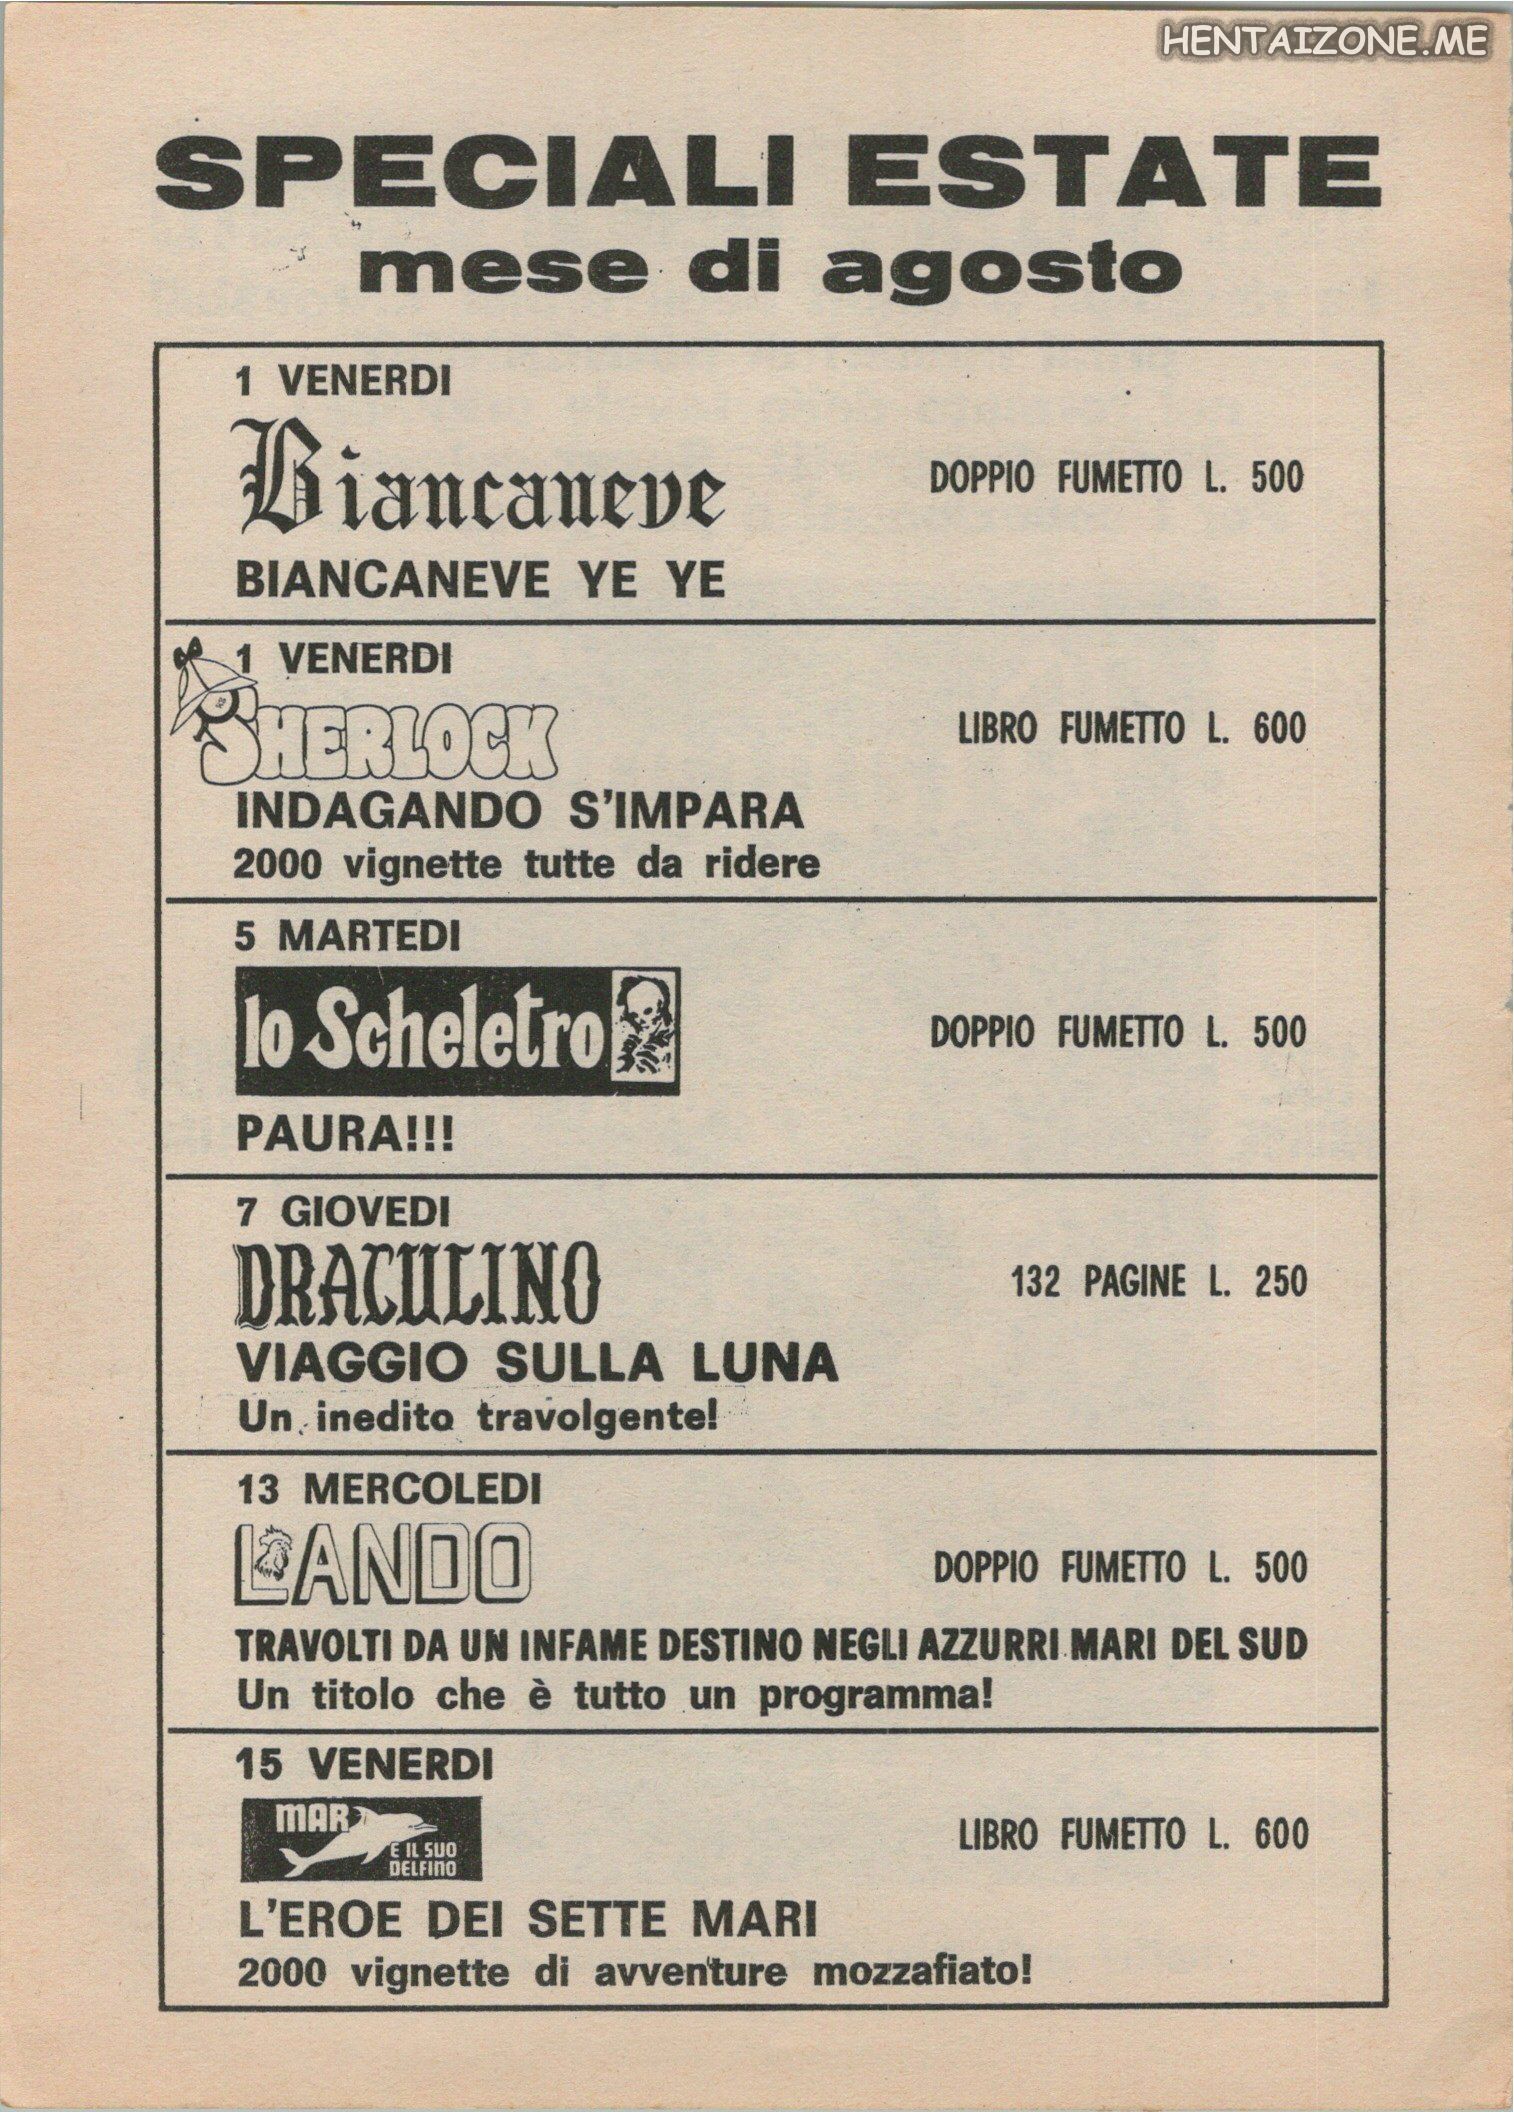 HENTAIZONE.ME
SPECIALI ESTATE
mese di agosto
1 VENERDI
Biancaneve
DOPPIO FUMETTO L. 500
BIANCANEVE YE YE
1 VENERDI
SHERLOCK
LIBRO FUMETTO L. 600
INDAGANDO S'IMPARA
2000 vignette tutte da ridere
5 MARTEDI
lo Scheletro
DOPPIO FUMETTO L. 500
PAURA!!!
7 GIOVEDI
DRACULINO
132 PAGINE L. 250
VIAGGIO SULLA LUNA
Un inedito travolgente!
13 MERCOLEDI
LANDO
DOPPIO FUMETTO L. 500
TRAVOLTI DA UN INFAME DESTINO NEGLI AZZURRI MARI DEL SUD
Un titolo che è tutto un programma!
15 VENERDI
MAR
E IL SUO
DELFINO
LIBRO FUMETTO L. 600
L'EROE DEI SETTE MARI
2000 vignette di avventure mozzafiato!